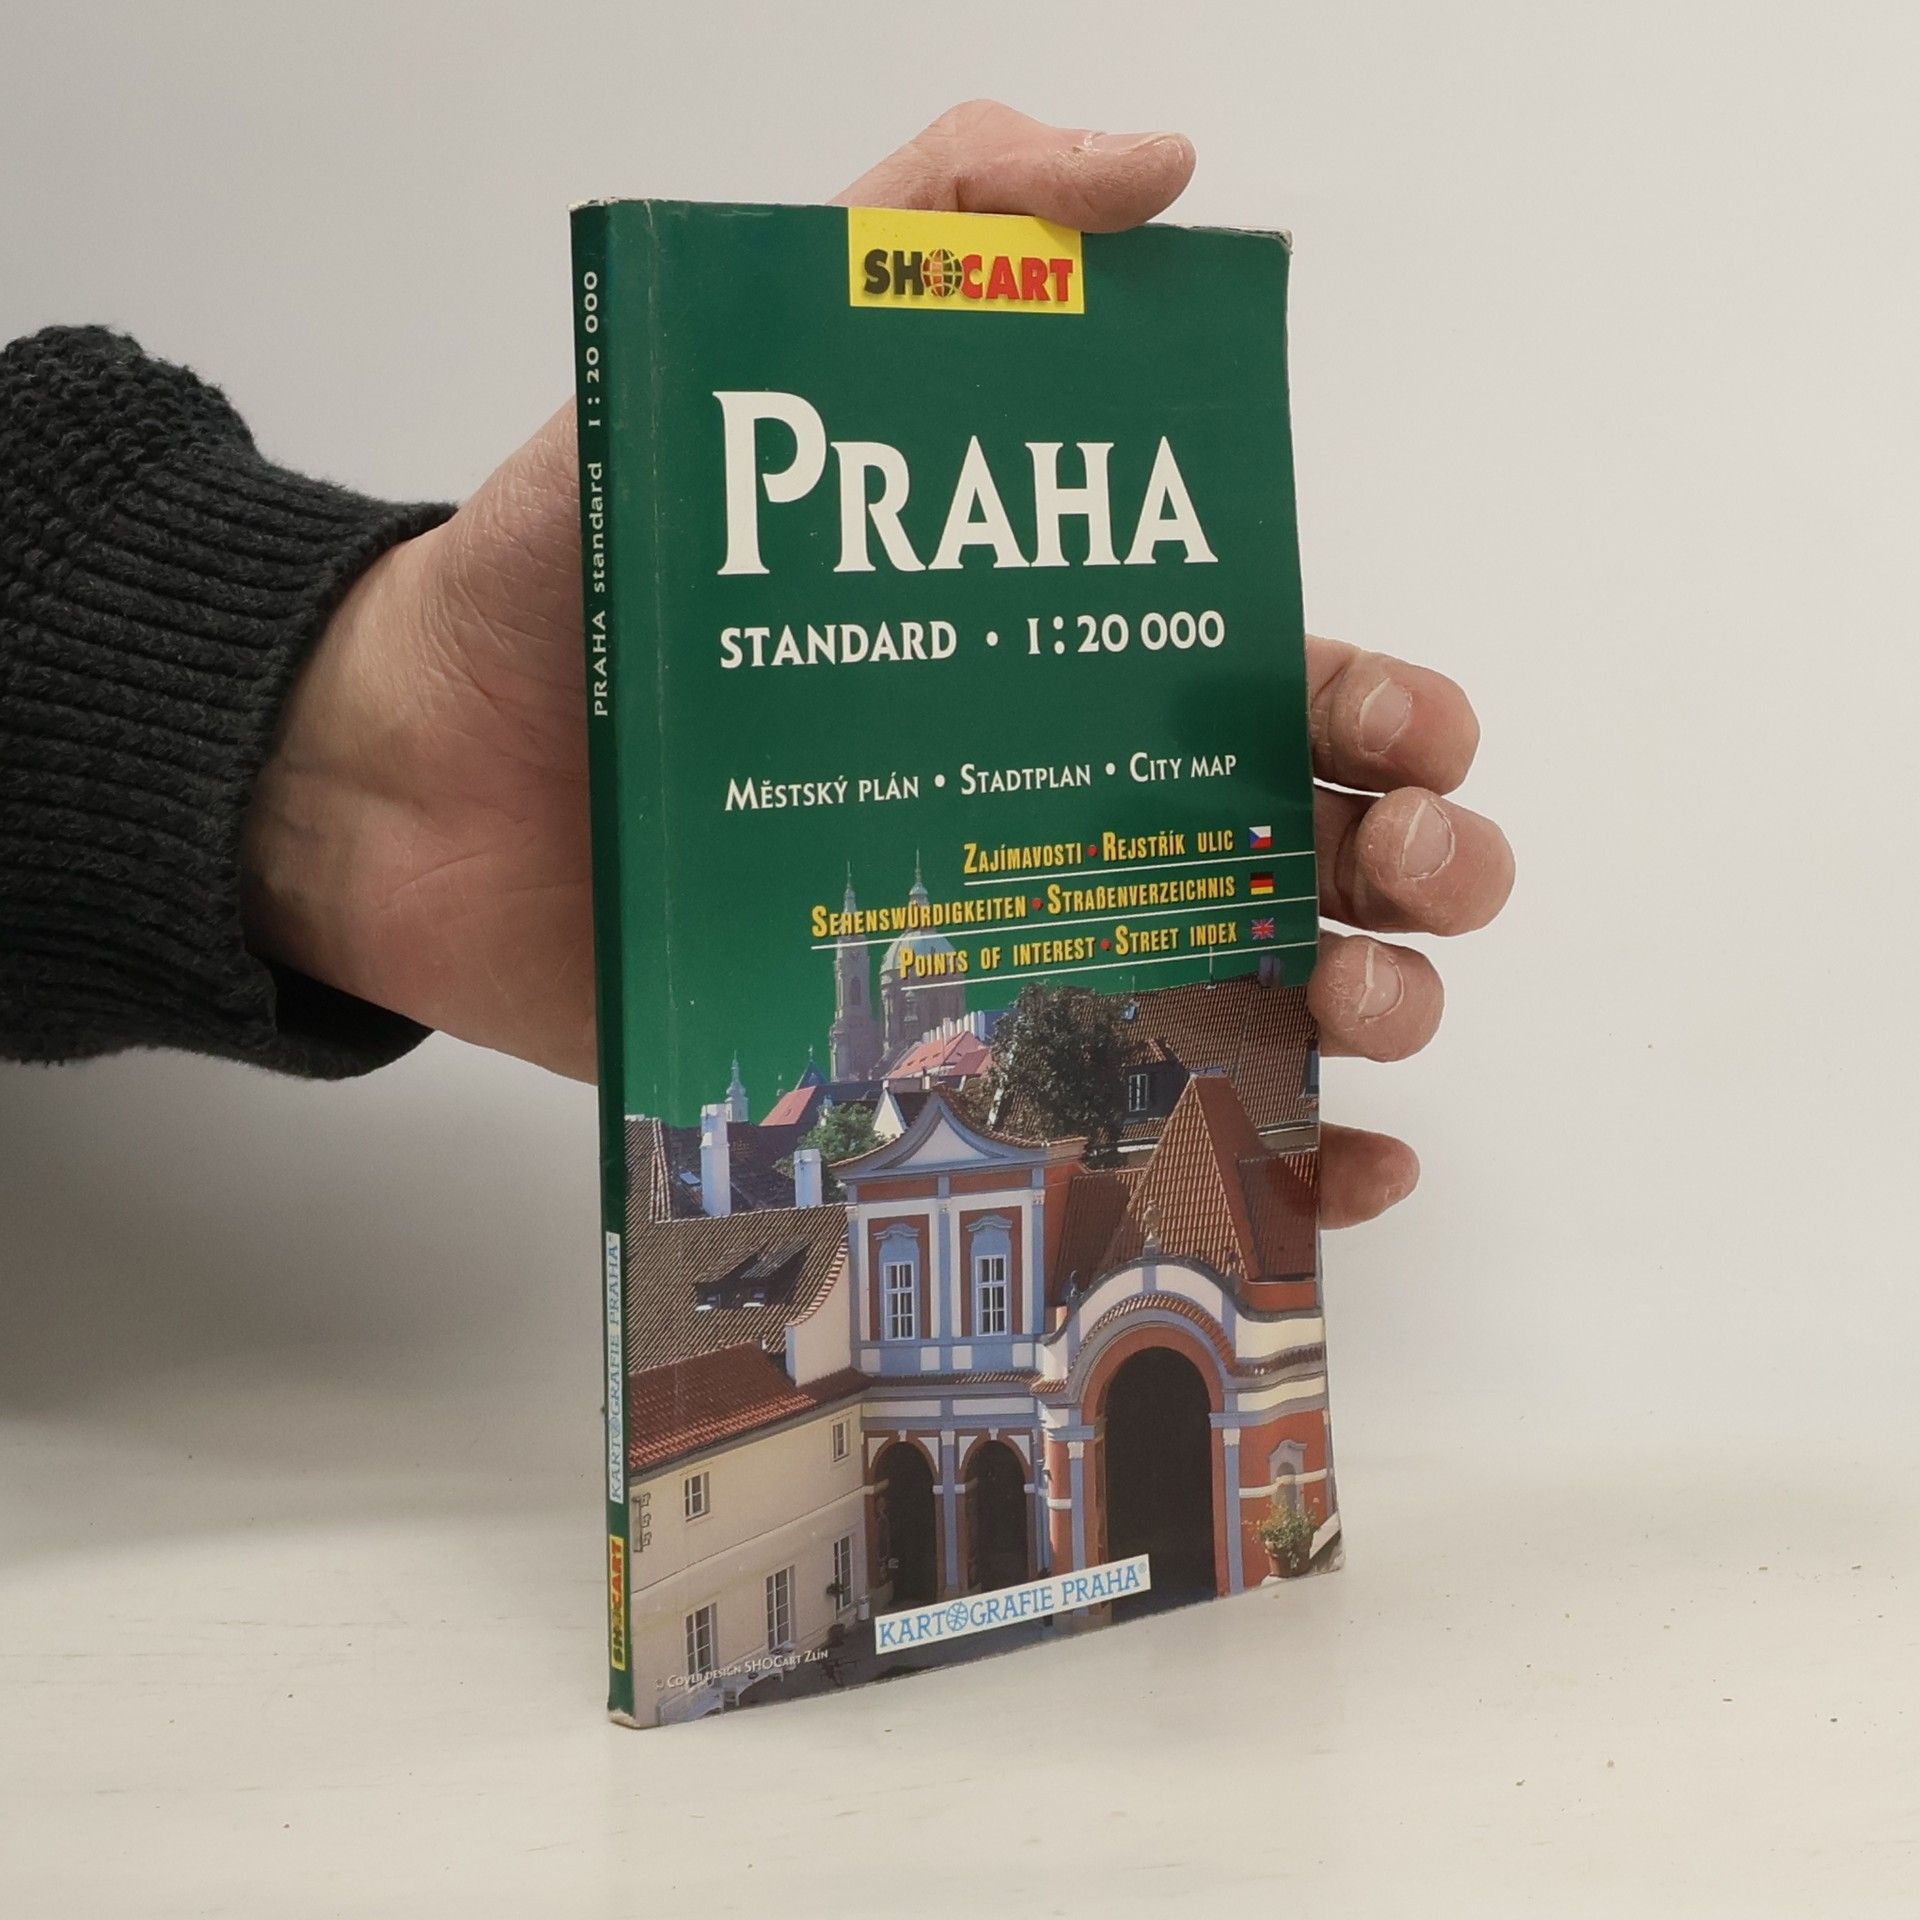 SHOCART
PRAHA
STANDARD • 1:20 000
MĚSTSKÝ PLÁN • STADTPLAN • CITY MAP
ZAJÍMAVOSTI • REJSTŘÍK ULIC
SEHENSWÜRDIGKEITEN • STRAßENVERZEICHNIS
POINTS OF INTEREST • STREET INDEX
KARTOGRAFIE PRAHA®
© COVER DESIGN SHOCART ZLÍN
PRAHA standard 1 : 20 000
KARTOGRAFIE PRAHA®
SHOCART